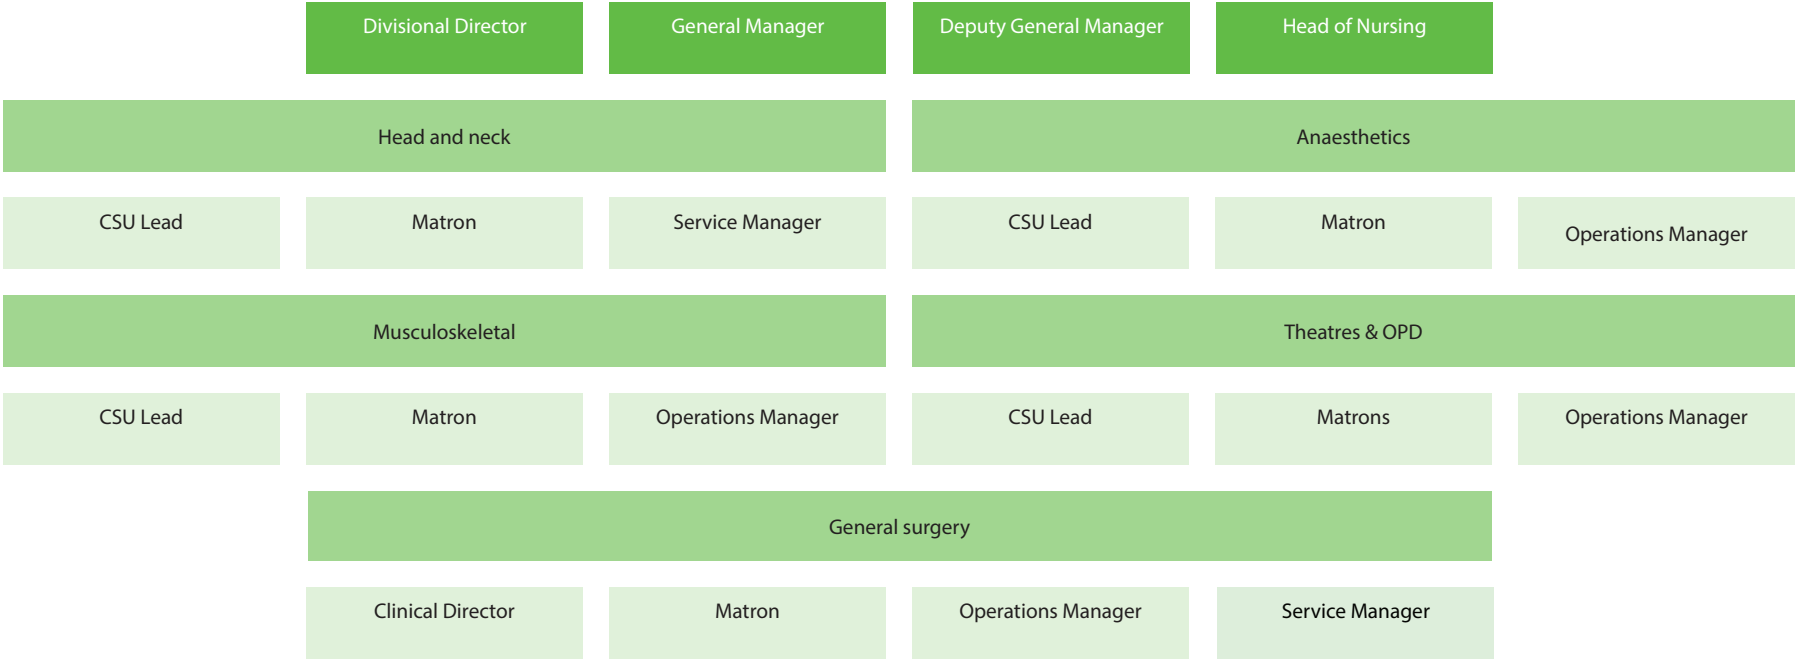 Divisional Director
General Manager
Deputy General Manager
Head of Nursing
Head and neck
Anaesthetics
CSU Lead
Matron
Service Manager
CSU Lead
Matron
Operations Manager
Musculoskeletal
Theatres & OPD
CSU Lead
Matron
Operations Manager
CSU Lead
Matrons
Operations Manager
General surgery
Clinical Director
Matron
Operations Manager
Service Manager